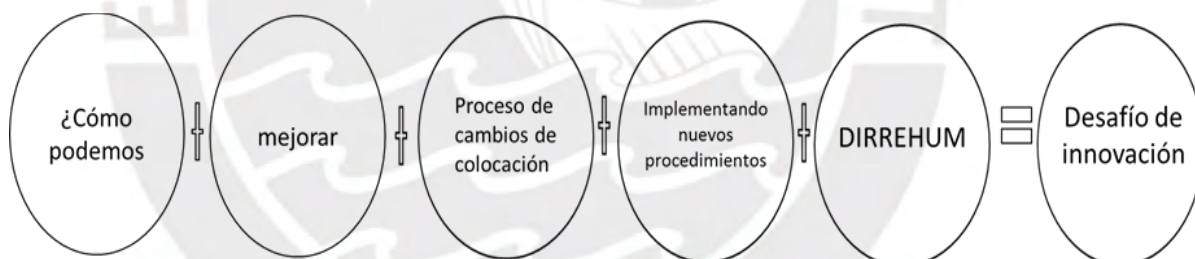 ¿Cómo
podemos
mejorar
Proceso de
cambios de
colocación
Implementando
nuevos
procedimientos
DIRREHUM
Desafío de
innovación